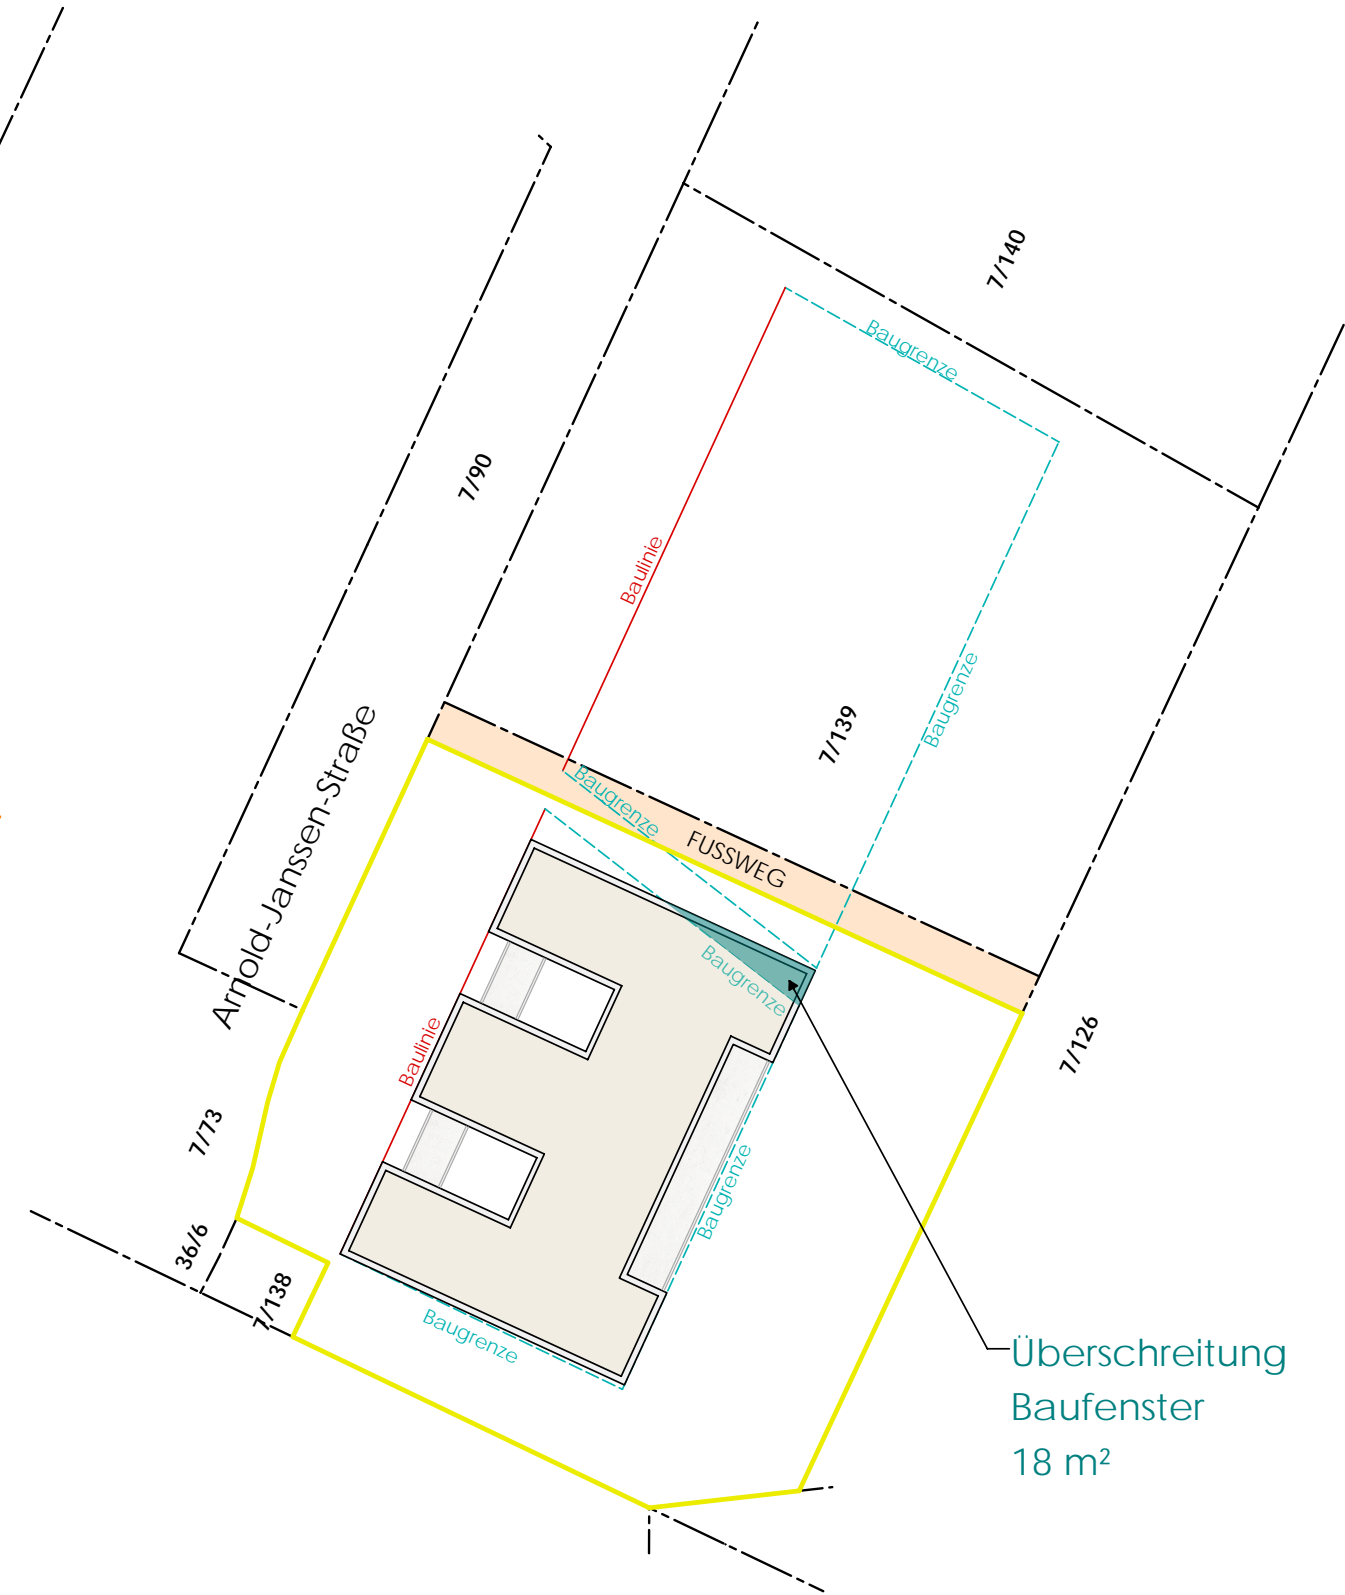 7/140
Baugrenze
7/90
Baulinie
Baugrenze
7/139
Arnold-Janssen-Straße
Baugrenze
FUSSWEG
Baugrenze
7/126
Baulinie
7/73
Baugrenze
36/6
7/138
Baugrenze
Überschreitung
Baufenster
18 m²